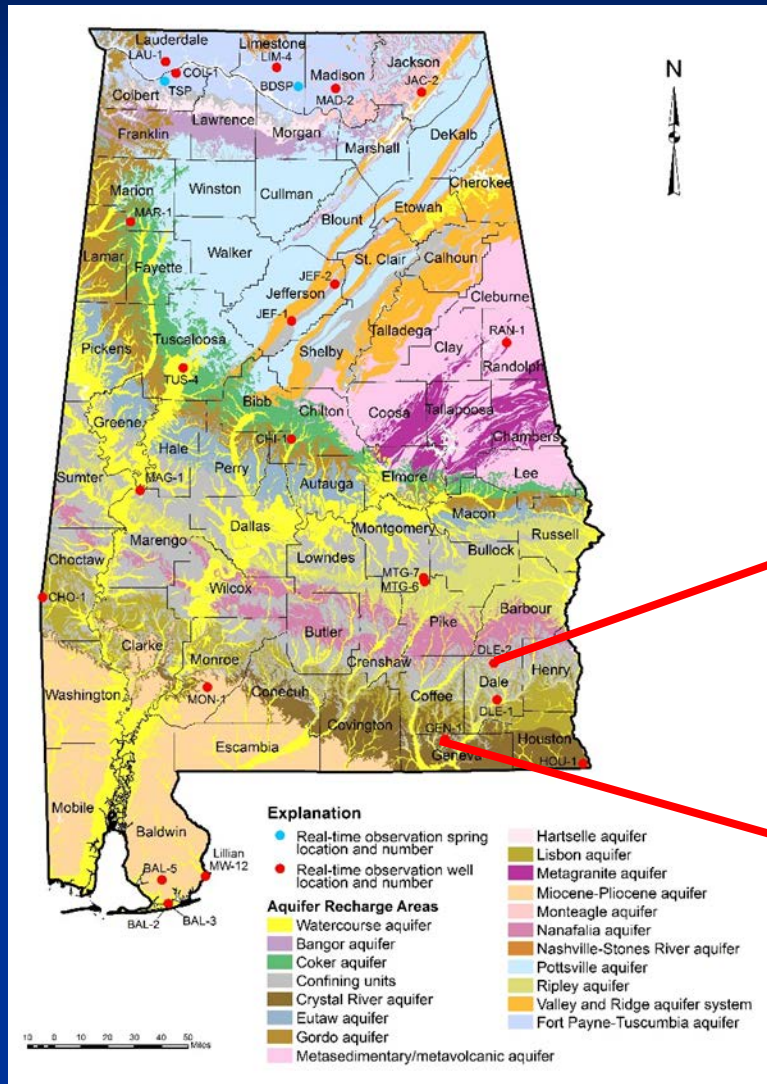 Lauderdale
Limestone
LAU-1
COL-1
LIM-4
Madison
Jackson
N
TSP
BDSP
MAD-2
JAC-2
Colbert
Lawrence
Franklin
Morgan
Marshall
DeKalb
Marion
Winston
Cullman
Cherokee
MAR-1
Blount
Etowah
Lamar
Fayette
Walker
St. Clair
Calhoun
JEF-2
Jefferson
Cleburne
JEF-1
Talladega
Tuscaloosa
Shelby
Clay
RAN-1
Pickens
Randolph
TUS-4
Bibb
Chilton
Coosa
Tallapoosa
Greene
Chambers
Hale
CHI-1
Perry
Autauga
Elmore
Lee
Sumter
MAG-1
Macon
Dallas
Montgomery
Russell
Marengo
Lowndes
Bullock
Choctaw
MTG-7
MTG-6
CHO-1
Wilcox
Butler
Pike
Barbour
Clarke
Monroe
Crenshaw
DLE-2
Henry
Washington
MON-1
Conecuh
Coffee
Dale
DLE-1
Covington
GEN-1
Houston
Escambia
Geneva
HOU-1
Mobile
Baldwin
Lillian
MW-12
BAL-5
BAL-2
BAL-3
Explanation
Real-time observation spring
location and number
Real-time observation well
location and number
Aquifer Recharge Areas
Watercourse aquifer
Bangor aquifer
Coker aquifer
Confining units
Crystal River aquifer
Eutaw aquifer
Gordo aquifer
Metasedimentary/metavolcanic aquifer
Hartselle aquifer
Lisbon aquifer
Metagranite aquifer
Miocene-Pliocene aquifer
Monteagle aquifer
Nanafalia aquifer
Nashville-Stones River aquifer
Pottsville aquifer
Ripley aquifer
Valley and Ridge aquifer system
Fort Payne-Tuscumbia aquifer
10 0 10 20 30 40 50
Miles